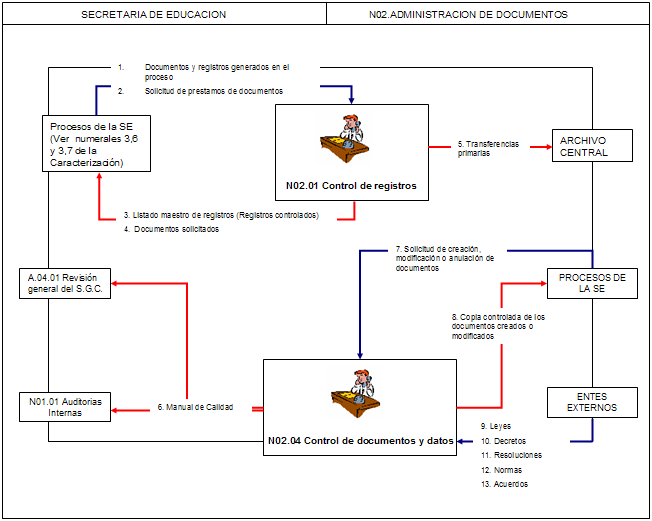 SECRETARIA DE EDUCACION
N02.ADMINISTRACION DE DOCUMENTOS
1. Documentos y registros generados en el
proceso
2. Solicitud de prestamos de documentos
Procesos de la SE
(Ver numerales 3,6
y 3,7 de la
Caracterización)
N02.01 Control de registros
5. Transferencias
primarias
ARCHIVO
CENTRAL
3. Listado maestro de registros (Registros controlados)
4. Documentos solicitados
7. Solicitud de creación,
modificación o anulación de
documentos
A.04.01 Revisión
general del S.G.C.
PROCESOS DE
LA SE
8. Copia controlada de los
documentos creados o
modificados
N01.01 Auditorias
Internas
6. Manual de Calidad
ENTES
EXTERNOS
N02.04 Control de documentos y datos
9. Leyes
10. Decretos
11. Resoluciones
12. Normas
13. Acuerdos